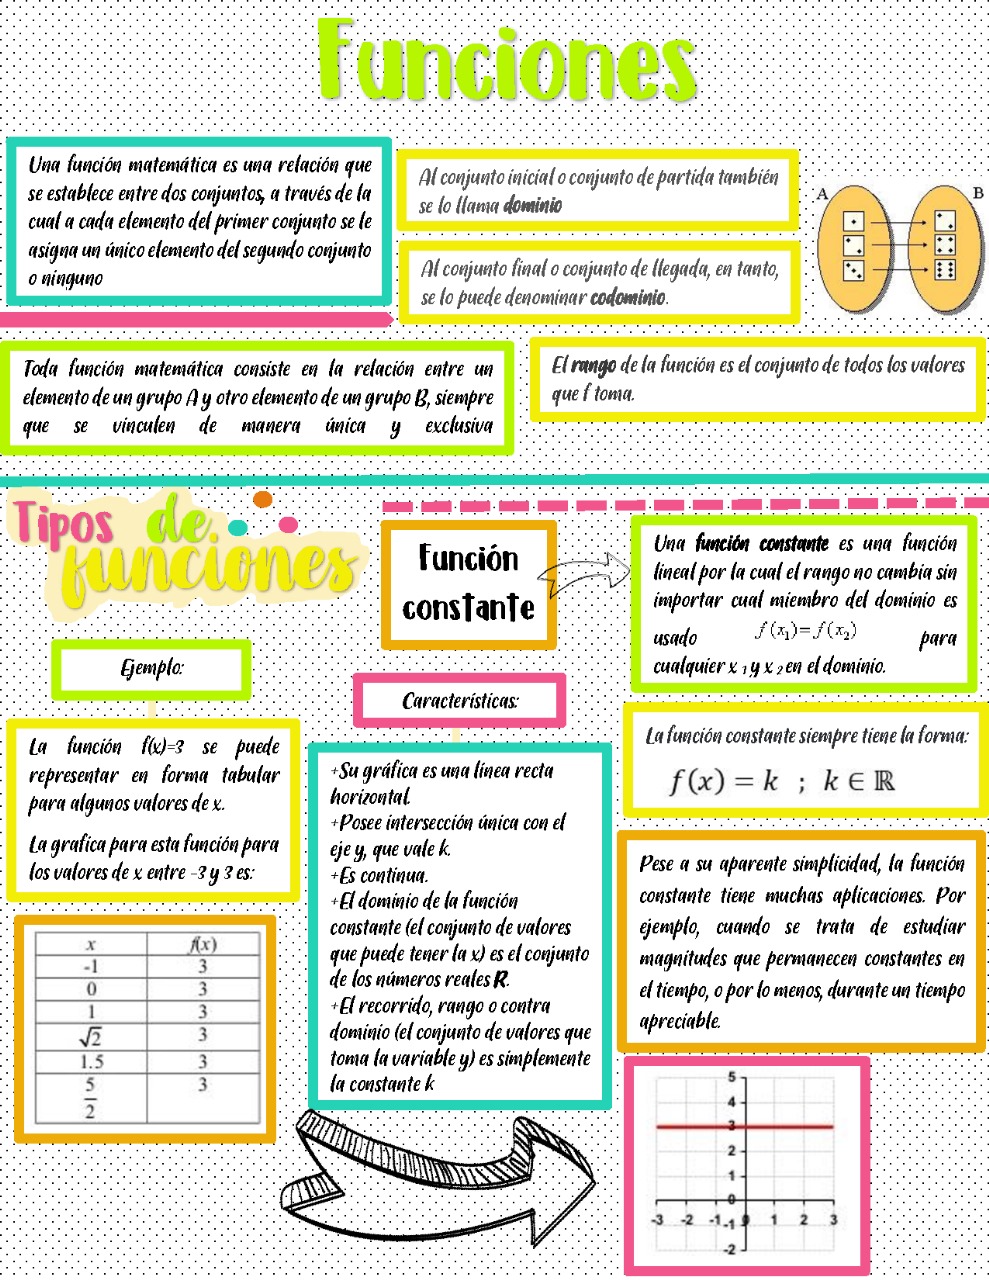 Funciones
Una función matemática es una relación que
se establece entre dos conjuntos, a través de la
cual a cada elemento del primer conjunto se le
asigna un único elemento del segundo conjunto
o ninguno
Al conjunto inicial o conjunto de partida también
se lo llama dominio
Al conjunto final o conjunto de llegada, en tanto,
se lo puede denominar codominio.
A
B
Toda función matemática consiste en la relación entre un
elemento de un grupo A y otro elemento de un grupo B, siempre
que se vinculen de manera única y exclusiva
El rango de la función es el conjunto de todos los valores
que f toma.
Tipos de
funciones
Función
constante
Una función constante es una función
lineal por la cual el rango no cambia sin
importar cual miembro del dominio es
usado f(x₁)=f(x₂) para
cualquier x ₁ y x ₂ en el dominio.
Ejemplo:
La función f(x)=3 se puede
representar en forma tabular
para algunos valores de x.
La grafica para esta función para
los valores de x entre -3 y 3 es:
x f(x)
-1 3
0 3
1 3
√2 3
1.5 3
5/2 3
Características:
+Su gráfica es una línea recta
horizontal.
+Posee intersección única con el
eje y, que vale k.
+Es continua.
+El dominio de la función
constante (el conjunto de valores
que puede tener la x) es el conjunto
de los números reales R.
+El recorrido, rango o contra
dominio (el conjunto de valores que
toma la variable y) es simplemente
la constante k
La función constante siempre tiene la forma:
f(x) = k ; k ∈ ℝ
Pese a su aparente simplicidad, la función
constante tiene muchas aplicaciones. Por
ejemplo, cuando se trata de estudiar
magnitudes que permanecen constantes en
el tiempo, o por lo menos, durante un tiempo
apreciable.
5
4
3
2
1
0
-3 -2 -1 0 1 2 3
-1
-2